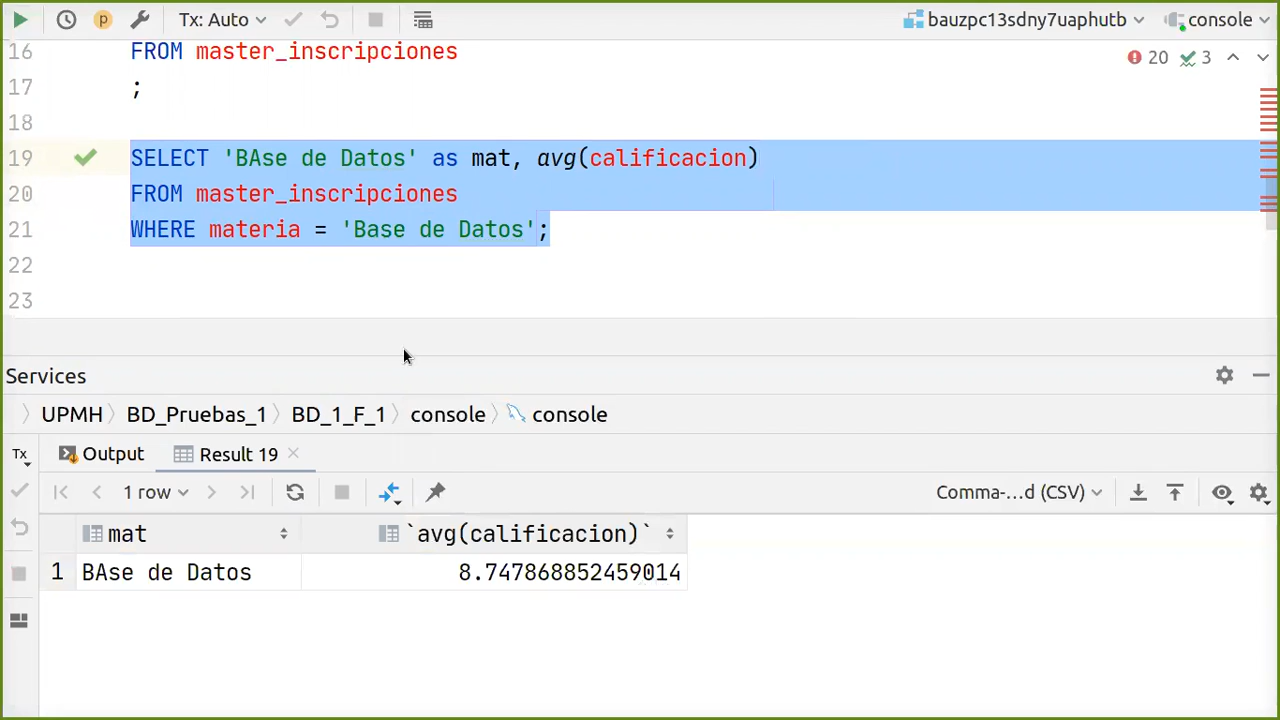 Tx: Auto
bauzpc13sdny7uaphutb
console
16 FROM master_inscripciones
20 3
17 ;
18
19 SELECT 'BAse de Datos' as mat, avg(calificacion)
20 FROM master_inscripciones
21 WHERE materia = 'Base de Datos';
22
23
Services
UPMH BD_Pruebas_1 BD_1_F_1 console console
Tx Output Result 19
1 row Comma-...d (CSV)
mat `avg(calificacion)`
1 BAse de Datos 8.747868852459014